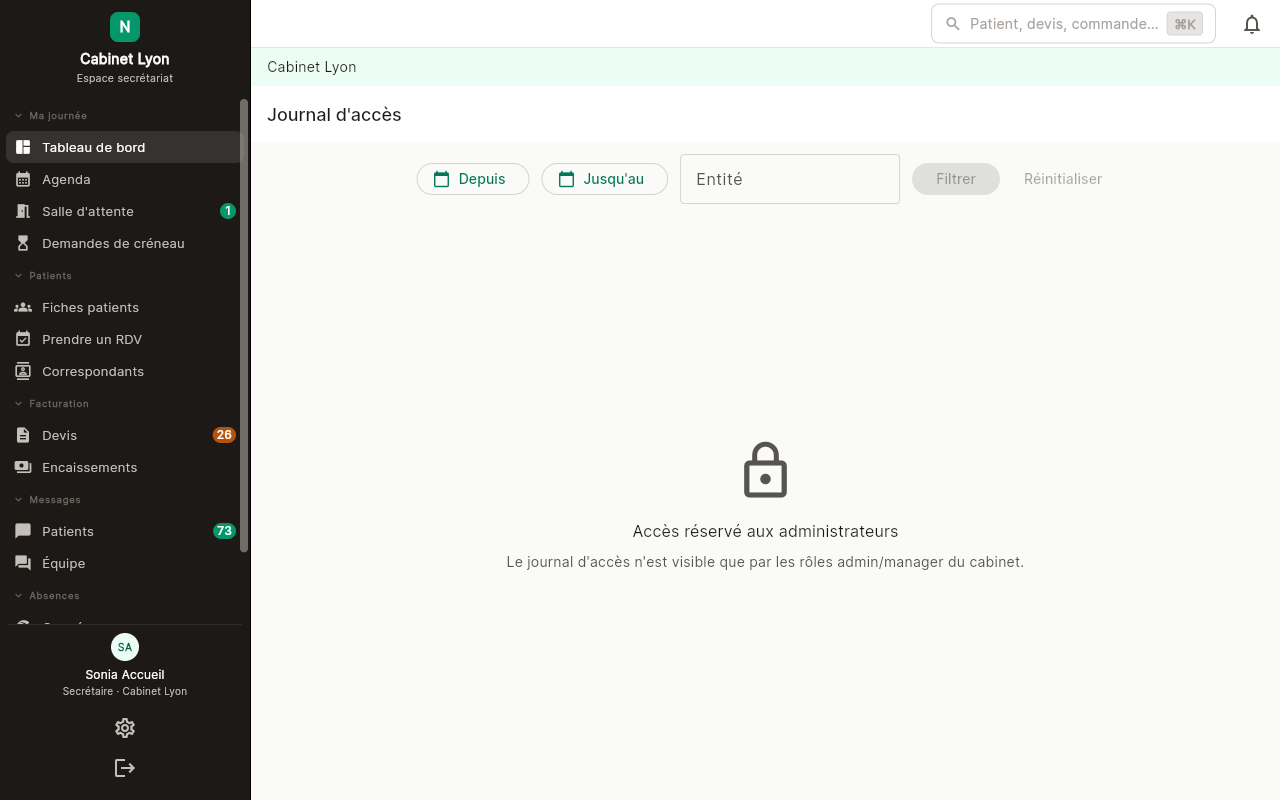 N
Cabinet Lyon
Espace secrétariat
Ma journée
Tableau de bord
Agenda
Salle d'attente 1
Demandes de créneau
Patients
Fiches patients
Prendre un RDV
Correspondants
Facturation
Devis 26
Encaissements
Messages
Patients 73
Équipe
Absences
SA
Sonia Accueil
Secrétaire · Cabinet Lyon
Patient, devis, commande... ⌘K
Cabinet Lyon
Journal d'accès
Depuis
Jusqu'au
Entité
Filtrer
Réinitialiser
Accès réservé aux administrateurs
Le journal d'accès n'est visible que par les rôles admin/manager du cabinet.